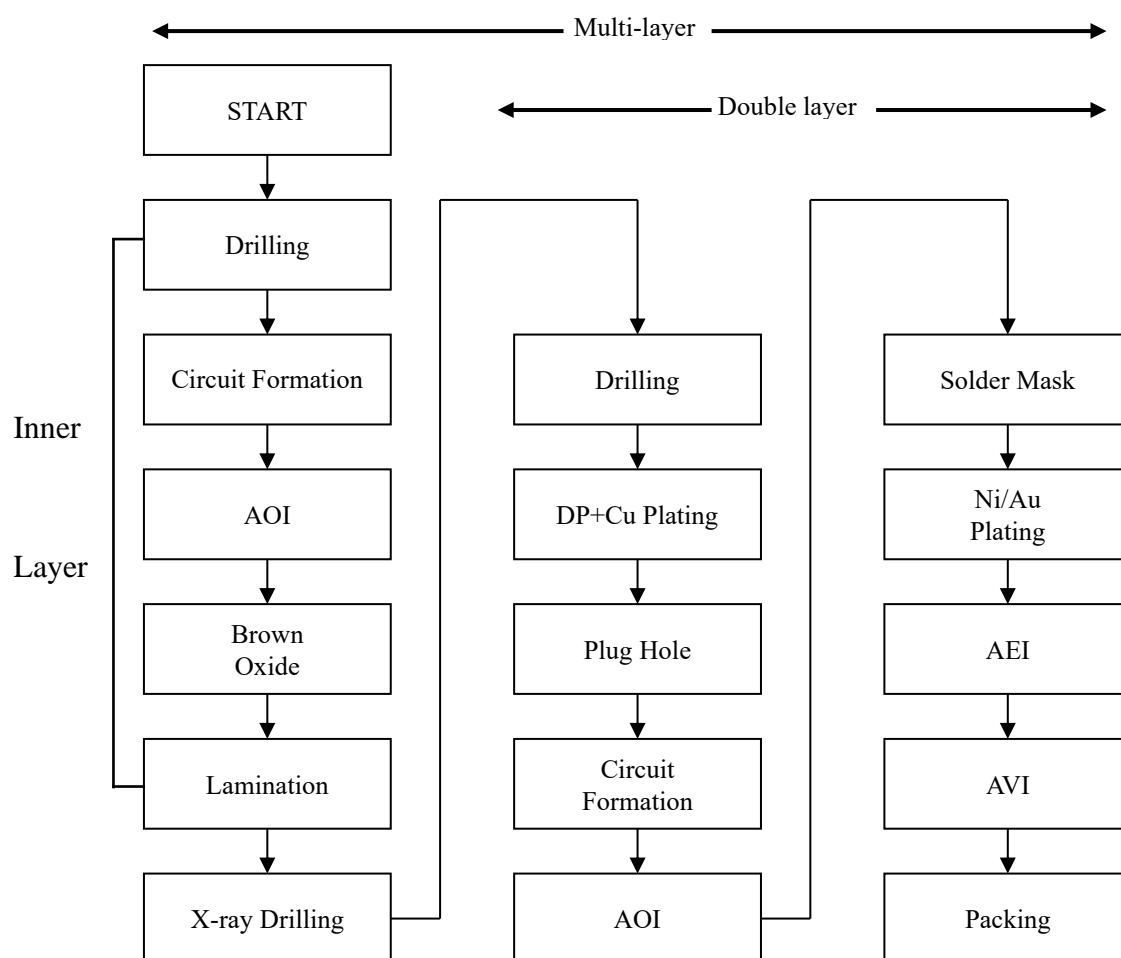 Multi-layer
Double layer
START
Drilling
Circuit Formation
AOI
Brown
Oxide
Lamination
X-ray Drilling
Inner
Layer
Drilling
DP+Cu Plating
Plug Hole
Circuit
Formation
AOI
Solder Mask
Ni/Au
Plating
AEI
AVI
Packing